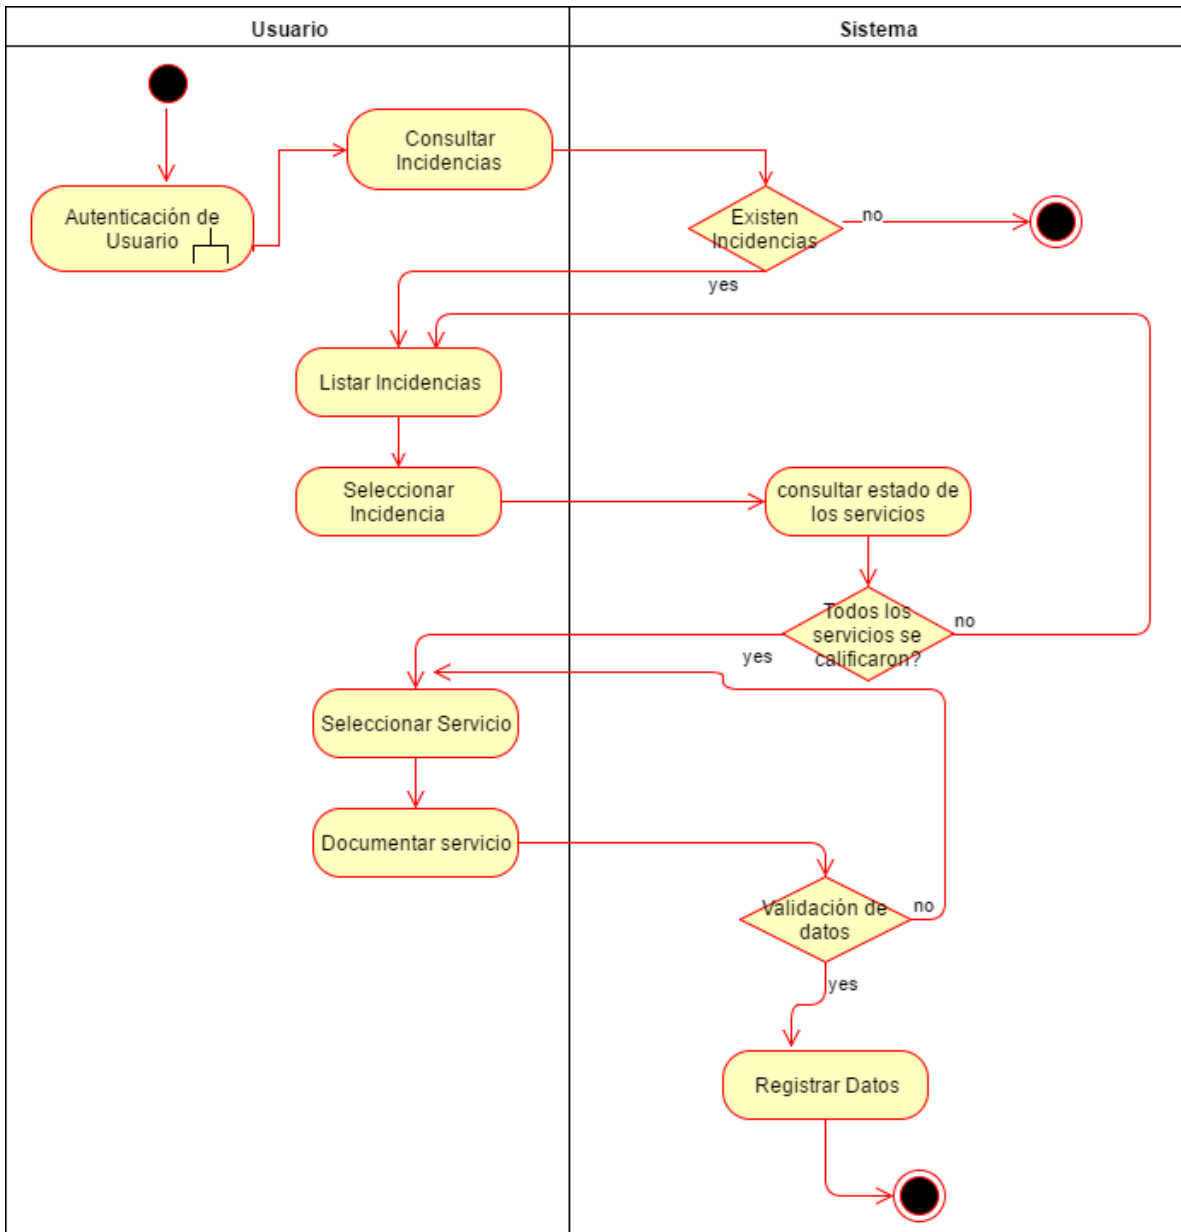 Usuario
Sistema
Consultar
Incidencias
Autenticación de
Usuario
Existen
Incidencias
no
yes
Listar Incidencias
Seleccionar
Incidencia
consultar estado de
los servicios
Todos los
servicios se
calificaron?
no
yes
Seleccionar Servicio
Documentar servicio
Validación de
datos
no
yes
Registrar Datos